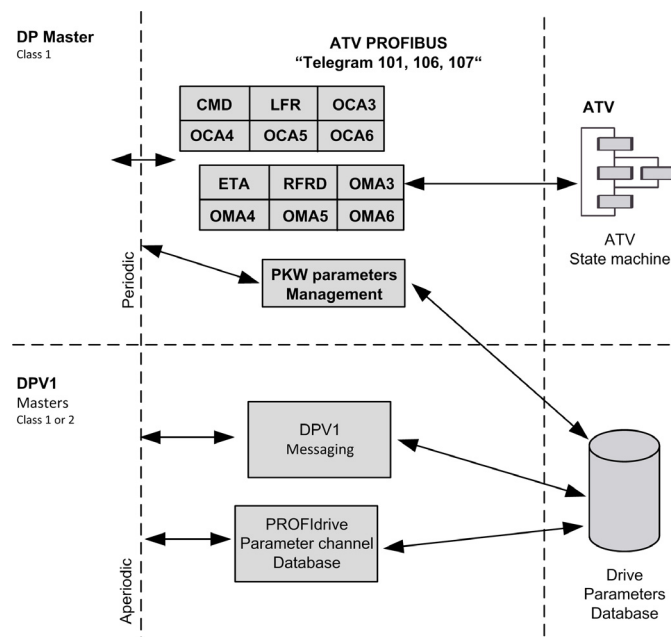 DP Master
Class 1
ATV PROFIBUS
“Telegram 101, 106, 107“
CMD LFR OCA3
OCA4 OCA5 OCA6
ETA RFRD OMA3
OMA4 OMA5 OMA6
ATV
ATV
State machine
Periodic
PKW parameters
Management
DPV1
Masters
Class 1 or 2
DPV1
Messaging
PROFIdrive
Parameter channel
Database
Aperiodic
Drive
Parameters
Database